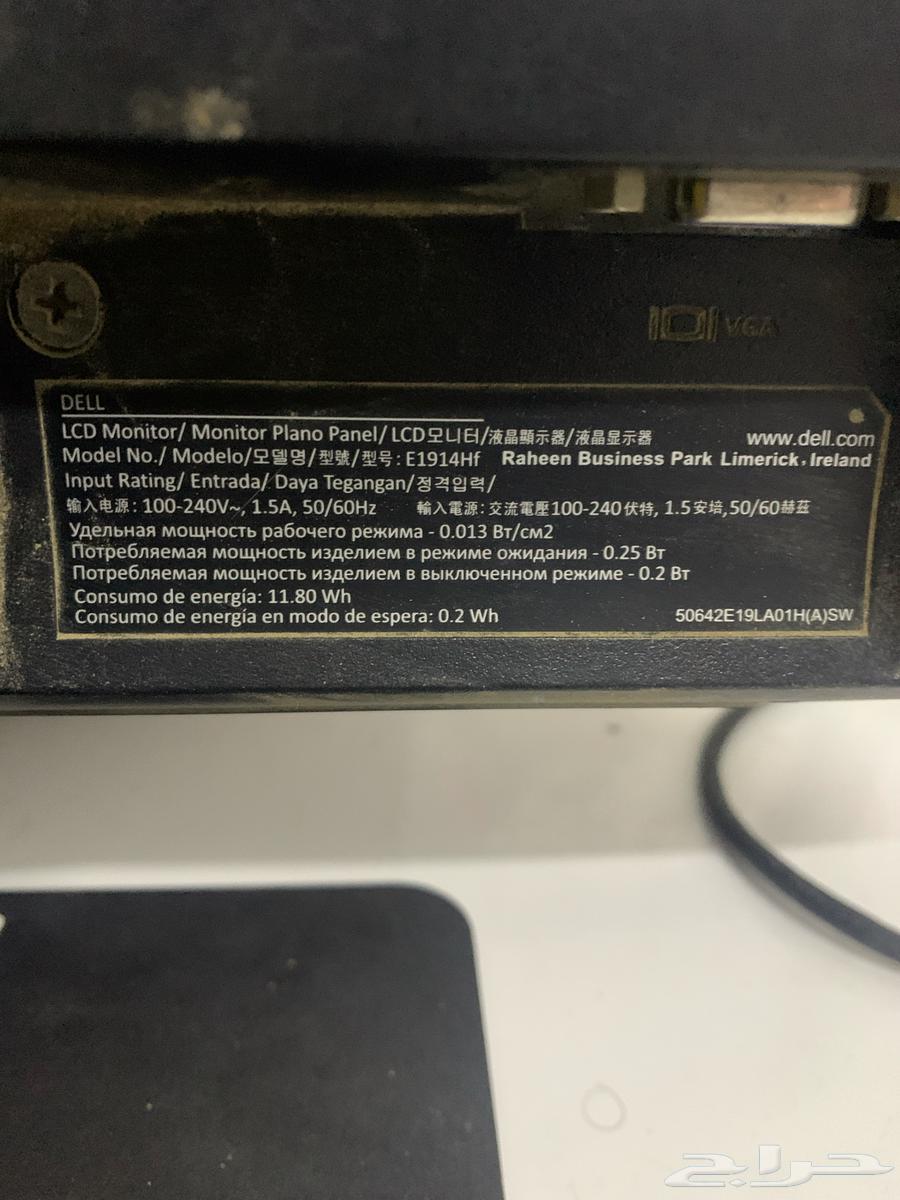 VGA
DELL
LCD Monitor/ Monitor Plano Panel/ LCD모니터/液晶顯示器/液晶显示器 www.dell.com
Model No./ Modelo/모델명/型號/型号: E1914Hf Raheen Business Park Limerick, Ireland
Input Rating/ Entrada/ Daya Tegangan/정격입력/
输入电源: 100-240V~, 1.5A, 50/60Hz 輸入電源: 交流電壓100-240伏特, 1.5安培,50/60赫茲
Удельная мощность рабочего режима - 0.013 Вт/см2
Потребляемая мощность изделием в режиме ожидания - 0.25 Вт
Потребляемая мощность изделием в выключенном режиме - 0.2 Вт
Consumo de energía: 11.80 Wh
Consumo de energía en modo de espera: 0.2 Wh 50642E19LA01H(A)SW
حراج